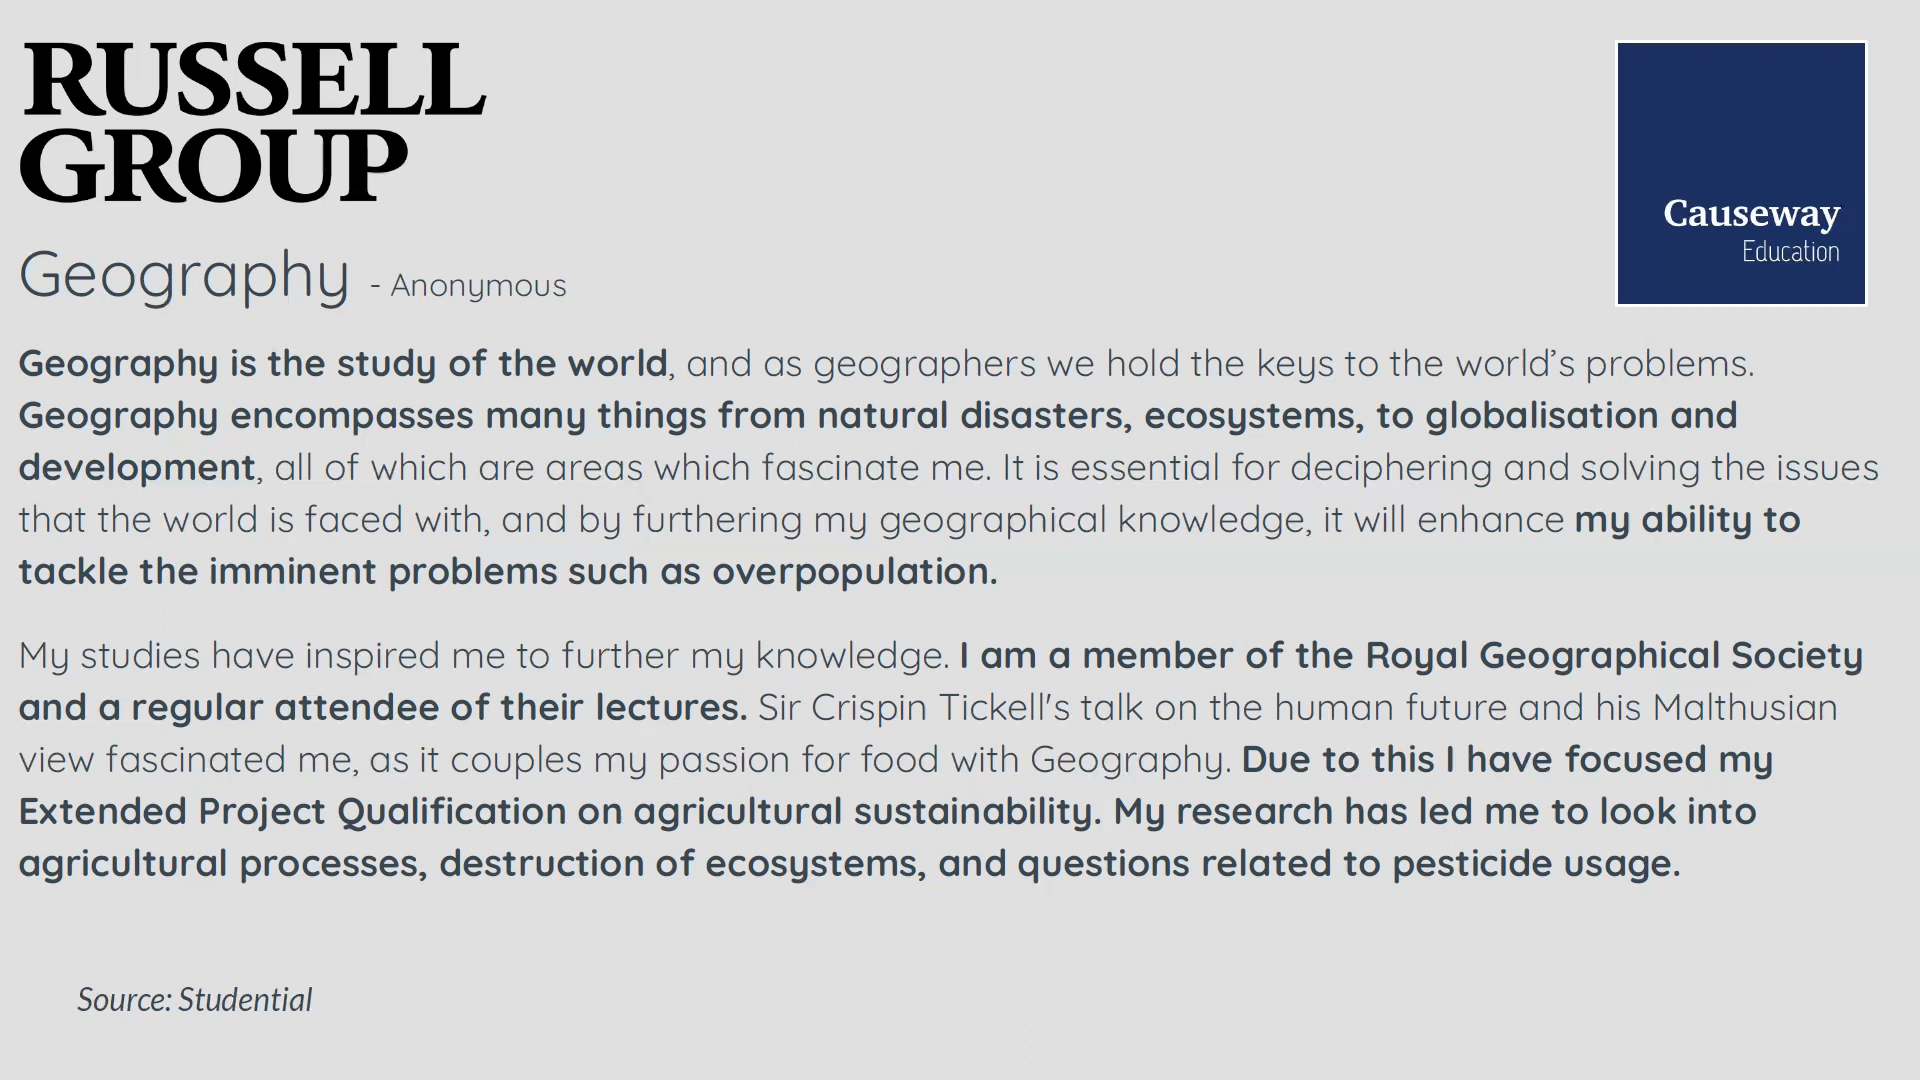 RUSSELL
GROUP
Causeway
Education
Geography - Anonymous
Geography is the study of the world, and as geographers we hold the keys to the world’s problems.
Geography encompasses many things from natural disasters, ecosystems, to globalisation and
development, all of which are areas which fascinate me. It is essential for deciphering and solving the issues
that the world is faced with, and by furthering my geographical knowledge, it will enhance my ability to
tackle the imminent problems such as overpopulation.
My studies have inspired me to further my knowledge. I am a member of the Royal Geographical Society
and a regular attendee of their lectures. Sir Crispin Tickell's talk on the human future and his Malthusian
view fascinated me, as it couples my passion for food with Geography. Due to this I have focused my
Extended Project Qualification on agricultural sustainability. My research has led me to look into
agricultural processes, destruction of ecosystems, and questions related to pesticide usage.
Source: Studential